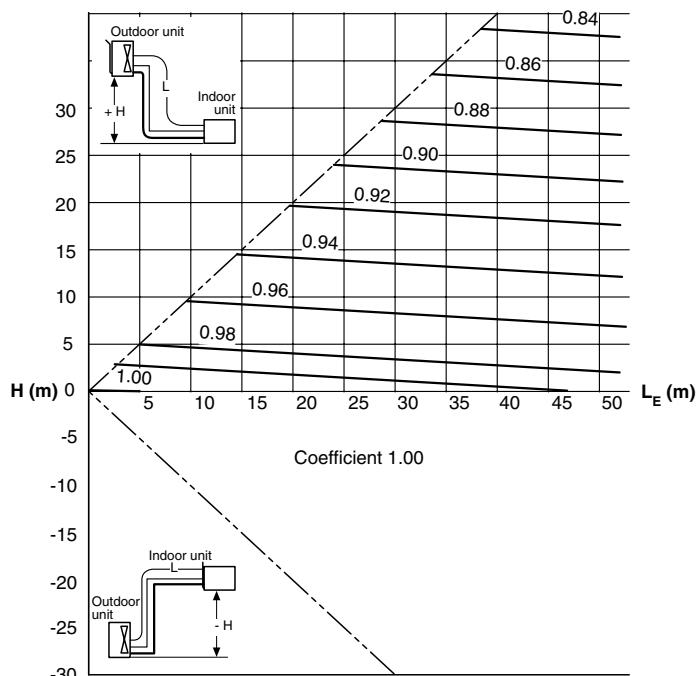 Outdoor unit
L
Indoor
unit
+ H
0.84
0.86
0.88
0.90
0.92
0.94
0.96
0.98
1.00
30
25
20
15
10
5
H (m) 0
5 10 15 20 25 30 35 40 45 50 L_E (m)
-5
-10
-15
-20
-25
-30
Coefficient 1.00
Indoor unit
L
Outdoor
unit
- H